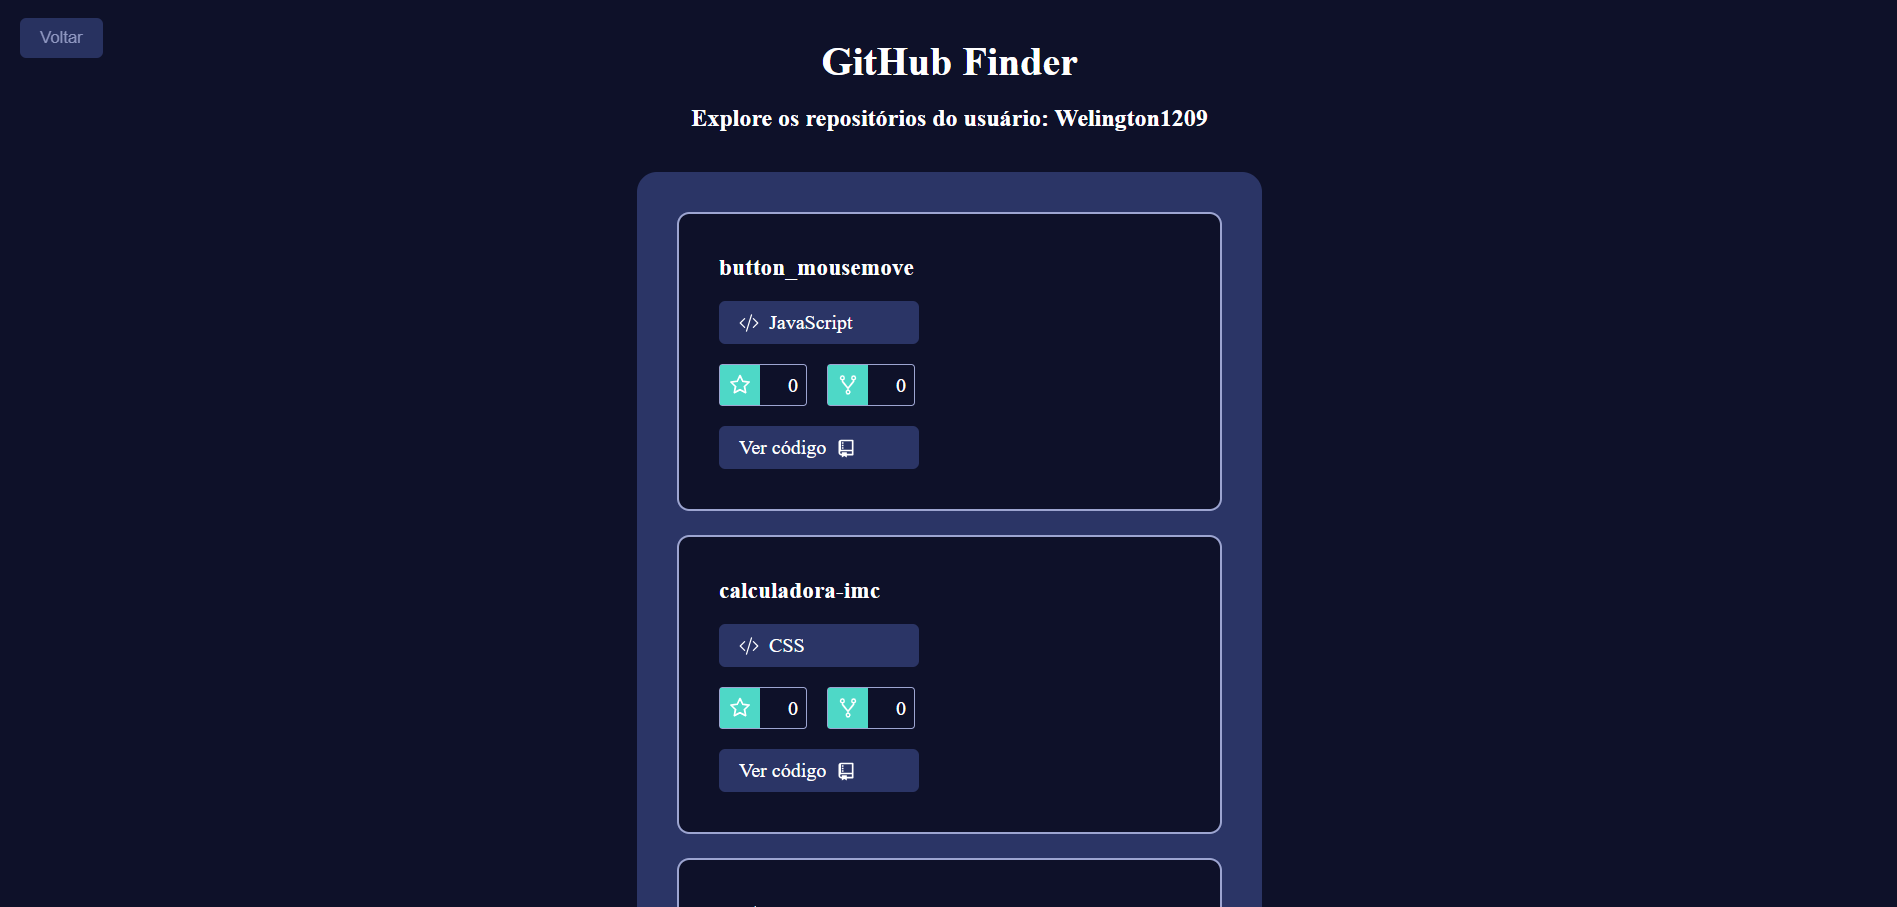 Voltar
GitHub Finder
Explore os repositórios do usuário: Welington1209
button_mousemove
</> JavaScript
0 0
Ver código
calculadora-imc
</> CSS
0 0
Ver código